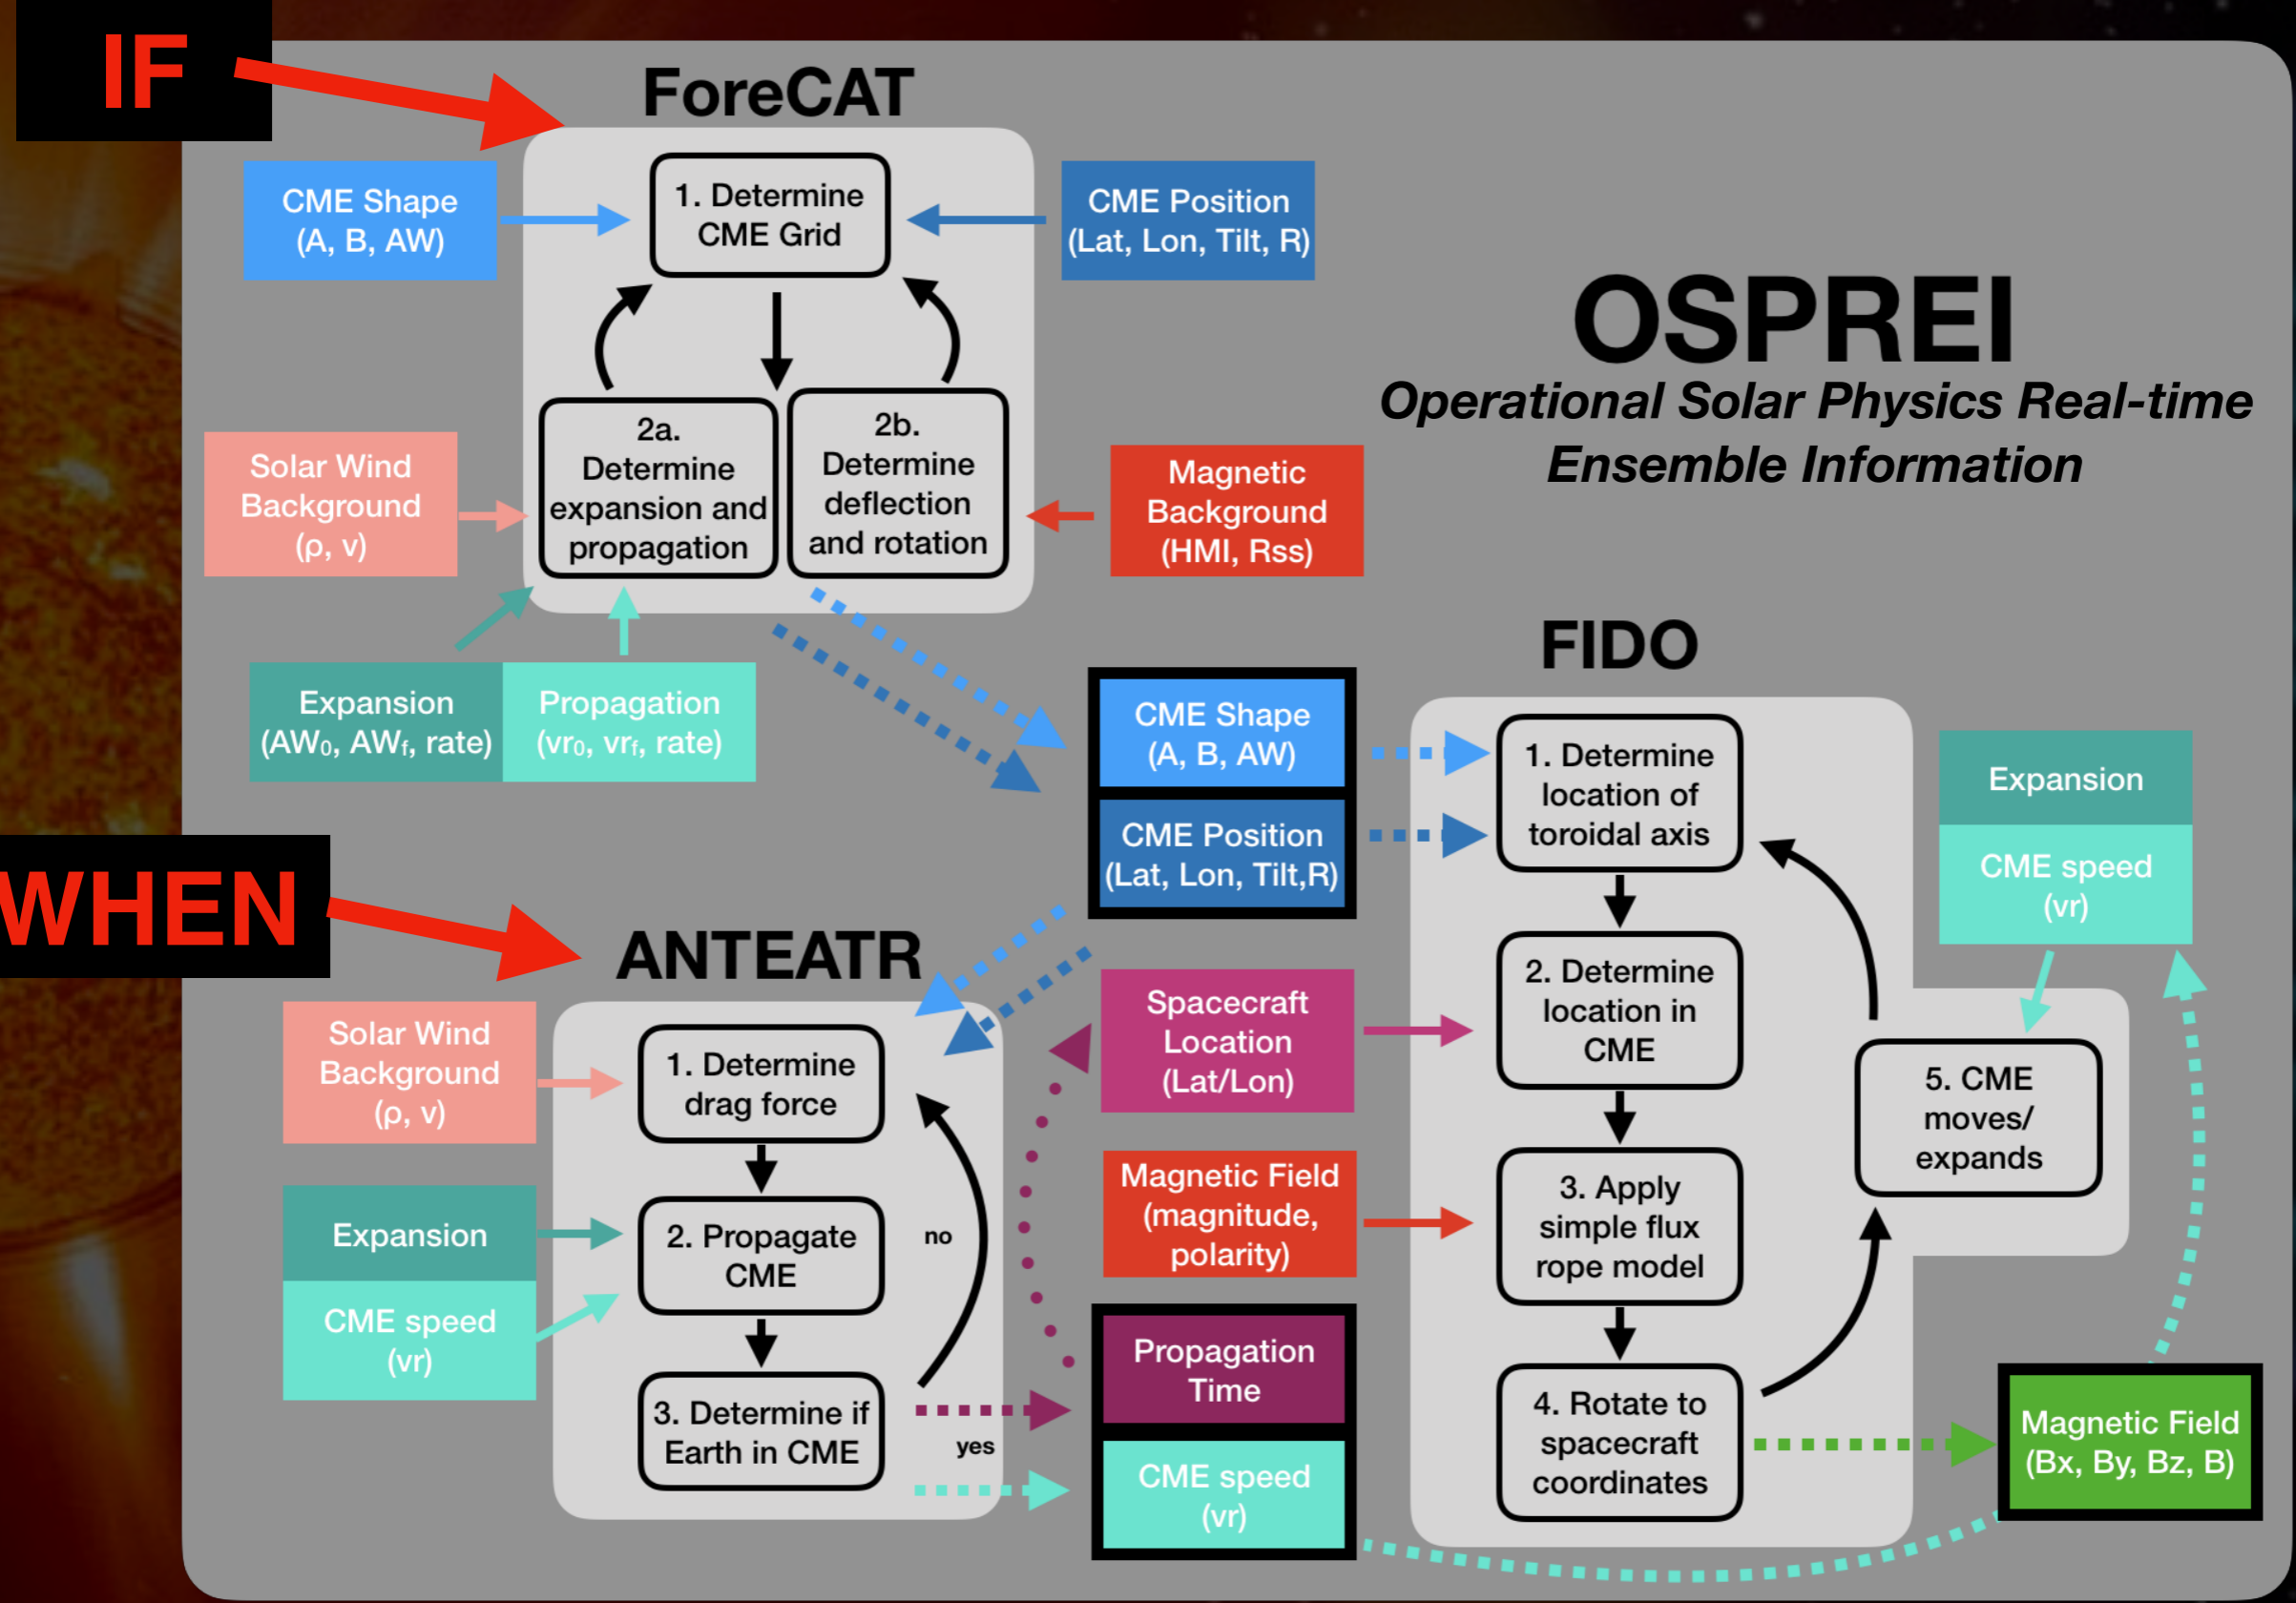 IF
ForeCAT
CME Shape
(A, B, AW)
1. Determine
CME Grid
CME Position
(Lat, Lon, Tilt, R)
OSPREI
Operational Solar Physics Real-time
Ensemble Information
Solar Wind
Background
(ρ, v)
2a.
Determine
expansion and
propagation
2b.
Determine
deflection
and rotation
Magnetic
Background
(HMI, Rss)
Expansion
(AW₀, AWf, rate)
Propagation
(vr₀, vrf, rate)
CME Shape
(A, B, AW)
CME Position
(Lat, Lon, Tilt,R)
FIDO
1. Determine
location of
toroidal axis
2. Determine
location in
CME
3. Apply
simple flux
rope model
4. Rotate to
spacecraft
coordinates
5. CME
moves/
expands
Expansion
CME speed
(vr)
WHEN
ANTEATR
Solar Wind
Background
(ρ, v)
Expansion
CME speed
(vr)
1. Determine
drag force
2. Propagate
CME
3. Determine if
Earth in CME
no
yes
Spacecraft
Location
(Lat/Lon)
Magnetic Field
(magnitude,
polarity)
Propagation
Time
CME speed
(vr)
Magnetic Field
(Bx, By, Bz, B)